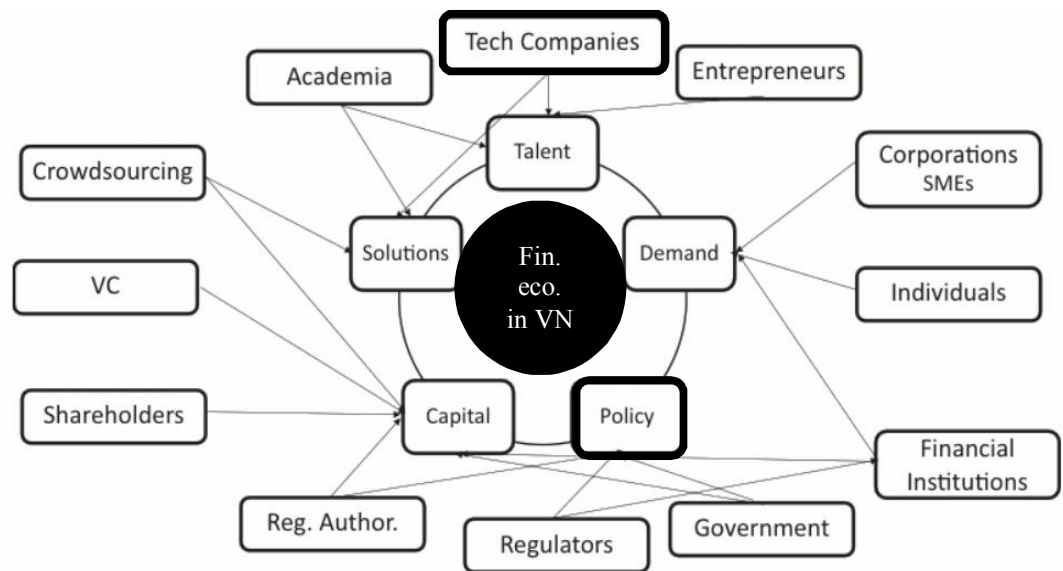 Tech Companies
Academia
Entrepreneurs
Talent
Crowdsourcing
Corporations
SMEs
Solutions
Fin.
eco.
in VN
Demand
VC
Individuals
Shareholders
Capital
Policy
Financial
Institutions
Reg. Author.
Regulators
Government